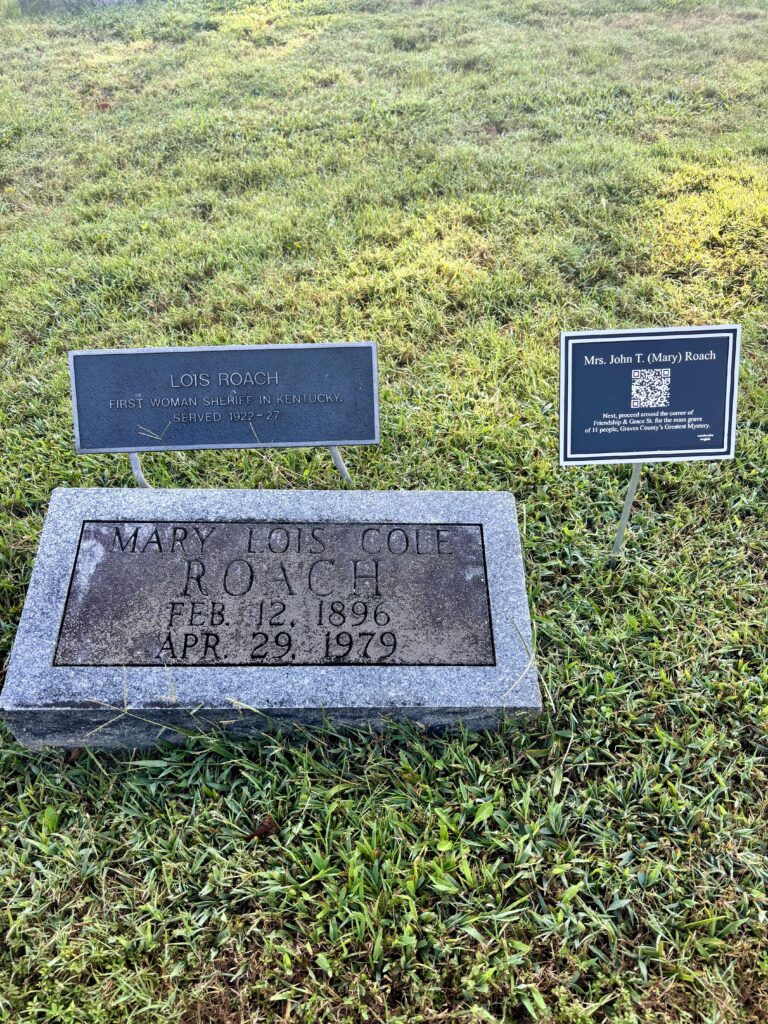 LOIS ROACH
FIRST WOMAN SHERIFF IN KENTUCKY.
SERVED 1922-27
Mrs. John T. (Mary) Roach
Next, proceed around the corner of
Friendship & Grace St. for the mass grave
of 11 people, Graves County's Greatest Mystery.
MARY LOIS COLE
ROACH
FEB. 12, 1896
APR. 29, 1979